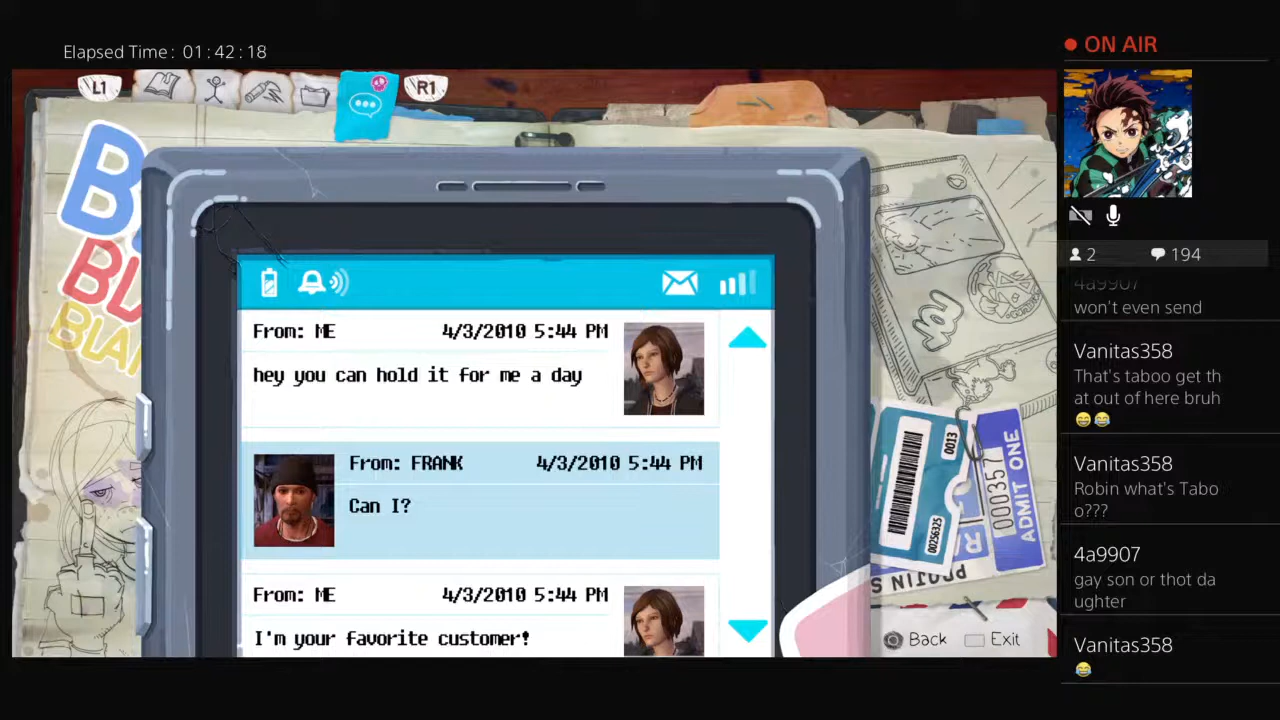 Elapsed Time: 01:42:18
ON AIR
L1
R1
2
194
4a9907
won't even send
From: ME 4/3/2010 5:44 PM
hey you can hold it for me a day
Vanitas358
That's taboo get th
at out of here bruh
😅😂
From: FRANK 4/3/2010 5:44 PM
Can I?
Vanitas358
Robin what's Tabo
o???
0013
00256325
000357
ADMIT ONE
4a9907
gay son or thot da
ughter
From: ME 4/3/2010 5:44 PM
I'm your favorite customer!
Back
Exit
Vanitas358
😂